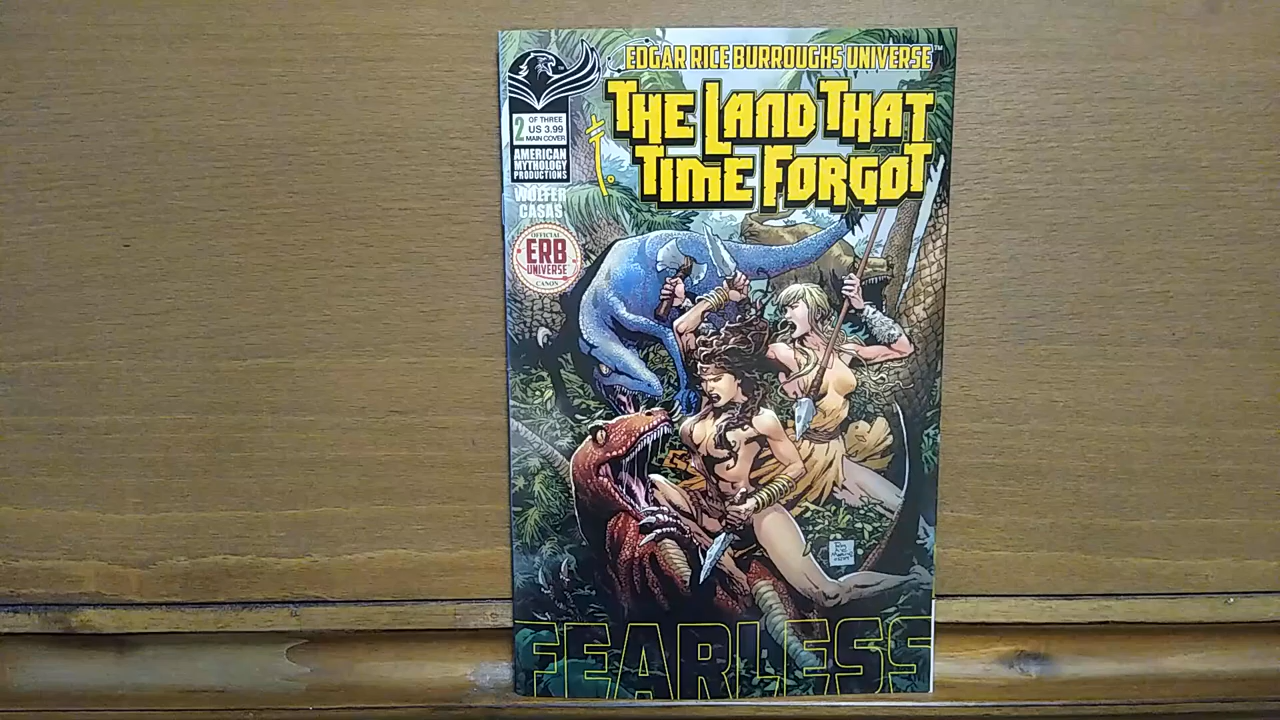 EDGAR RICE BURROUGHS UNIVERSE™
THE LAND THAT
TIME FORGOT
2
OF THREE
US 3.99
MAIN COVER
AMERICAN
MYTHOLOGY
PRODUCTIONS
WOLFER
CASAS
OFFICIAL
ERB
UNIVERSE
CANON
FEARLESS